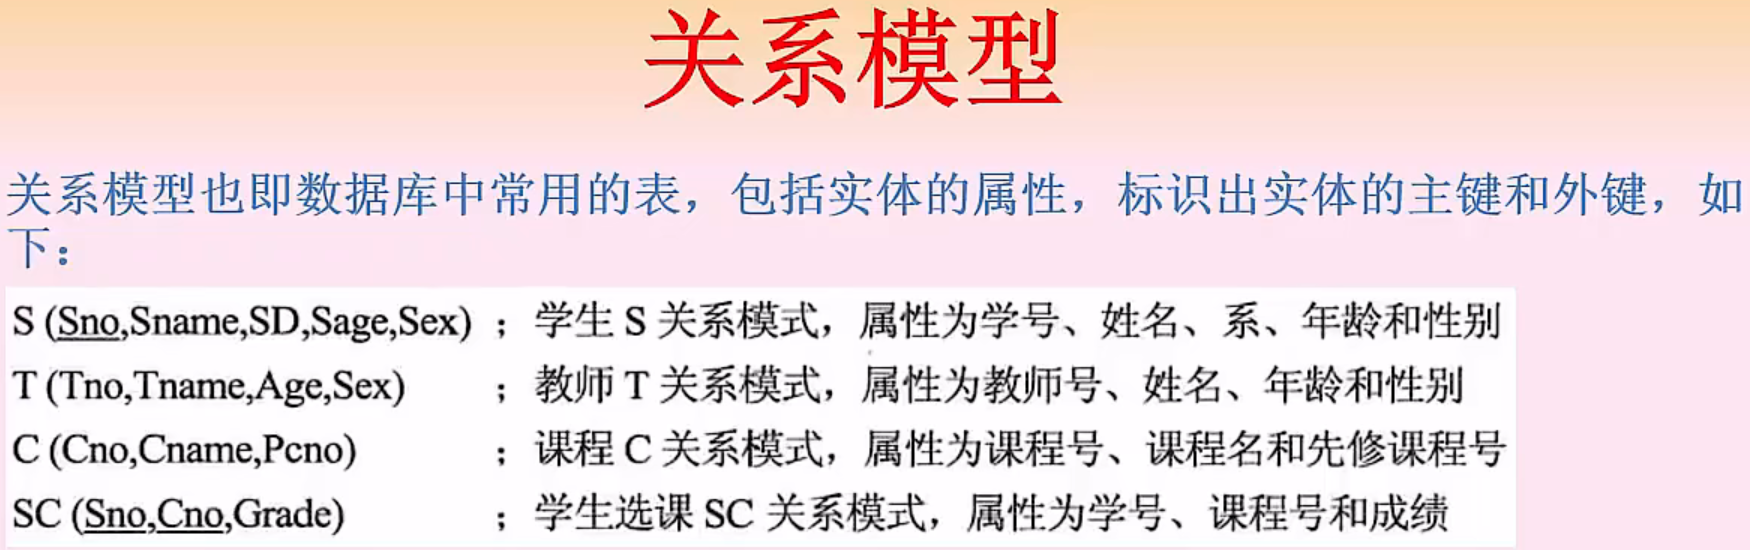 关系模型
关系模型也即数据库中常用的表，包括实体的属性，标识出实体的主键和外键，如
下：
S (Sno,Sname,SD,Sage,Sex) ；学生 S 关系模式，属性为学号、姓名、系、年龄和性别
T (Tno,Tname,Age,Sex) ；教师 T 关系模式，属性为教师号、姓名、年龄和性别
C (Cno,Cname,Pcno) ；课程 C 关系模式，属性为课程号、课程名和先修课程号
SC (Sno,Cno,Grade) ；学生选课 SC 关系模式，属性为学号、课程号和成绩